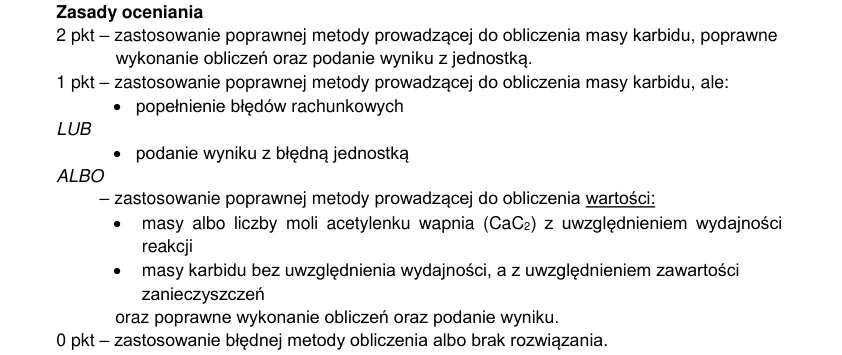 Zasady oceniania
2 pkt – zastosowanie poprawnej metody prowadzącej do obliczenia masy karbidu, poprawne
wykonanie obliczeń oraz podanie wyniku z jednostką.
1 pkt – zastosowanie poprawnej metody prowadzącej do obliczenia masy karbidu, ale:
• popełnienie błędów rachunkowych
LUB
• podanie wyniku z błędną jednostką
ALBO
– zastosowanie poprawnej metody prowadzącej do obliczenia wartości:
• masy albo liczby moli acetylenku wapnia (CaC₂) z uwzględnieniem wydajności
reakcji
• masy karbidu bez uwzględnienia wydajności, a z uwzględnieniem zawartości
zanieczyszczeń
oraz poprawne wykonanie obliczeń oraz podanie wyniku.
0 pkt – zastosowanie błędnej metody obliczenia albo brak rozwiązania.